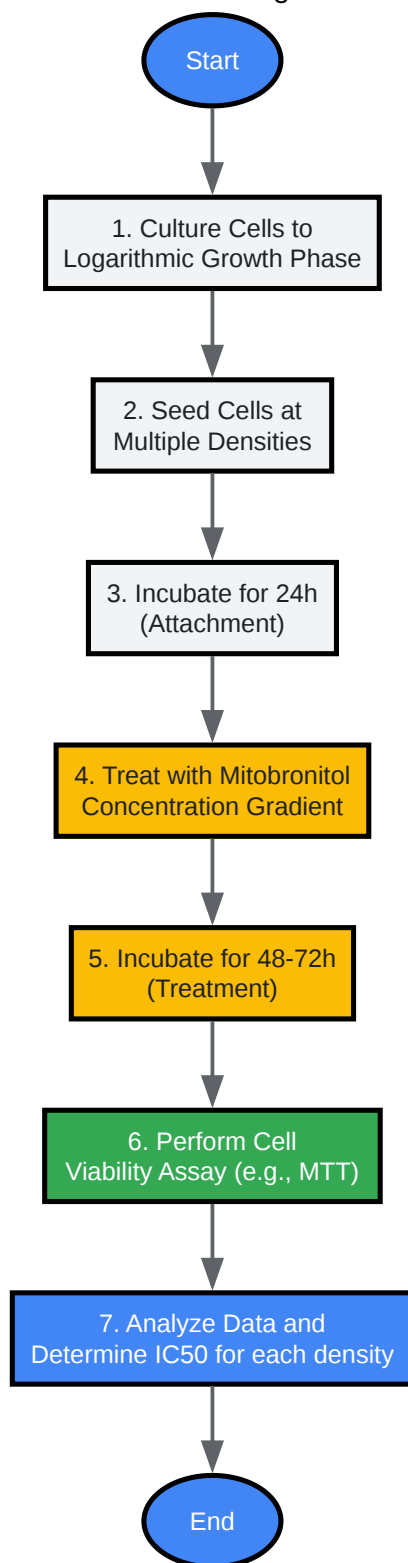 Start
1. Culture Cells to
Logarithmic Growth Phase
2. Seed Cells at
Multiple Densities
3. Incubate for 24h
(Attachment)
4. Treat with Mitobronitol
Concentration Gradient
5. Incubate for 48-72h
(Treatment)
6. Perform Cell
Viability Assay (e.g., MTT)
7. Analyze Data and
Determine IC50 for each density
End